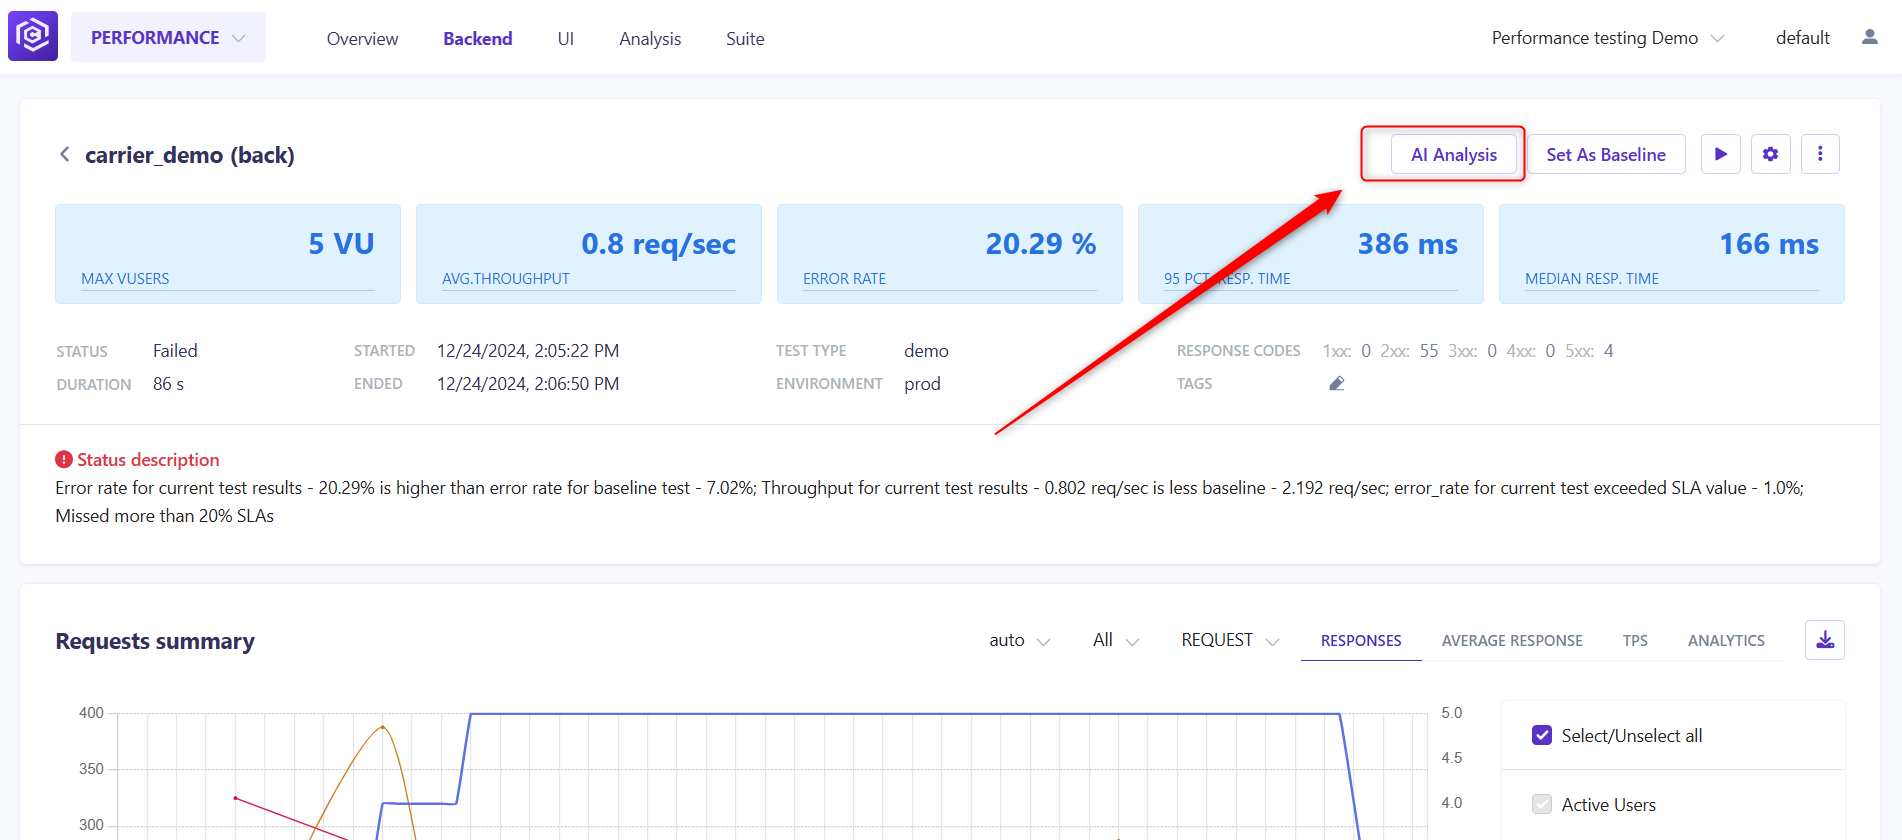 PERFORMANCE
Overview
Backend
UI
Analysis
Suite
Performance testing Demo
default
carrier_demo (back)
AI Analysis
Set As Baseline
5 VU
MAX VUSERS
0.8 req/sec
AVG.THROUGHPUT
20.29 %
ERROR RATE
386 ms
95 PCT RESP. TIME
166 ms
MEDIAN RESP. TIME
STATUS Failed
STARTED 12/24/2024, 2:05:22 PM
TEST TYPE demo
RESPONSE CODES 1xx: 0 2xx: 55 3xx: 0 4xx: 0 5xx: 4
DURATION 86 s
ENDED 12/24/2024, 2:06:50 PM
ENVIRONMENT prod
TAGS
Status description
Error rate for current test results - 20.29% is higher than error rate for baseline test - 7.02%; Throughput for current test results - 0.802 req/sec is less baseline - 2.192 req/sec; error_rate for current test exceeded SLA value - 1.0%;
Missed more than 20% SLAs
Requests summary
auto
All
REQUEST
RESPONSES
AVERAGE RESPONSE
TPS
ANALYTICS
400
350
300
5.0
4.5
4.0
Select/Unselect all
Active Users